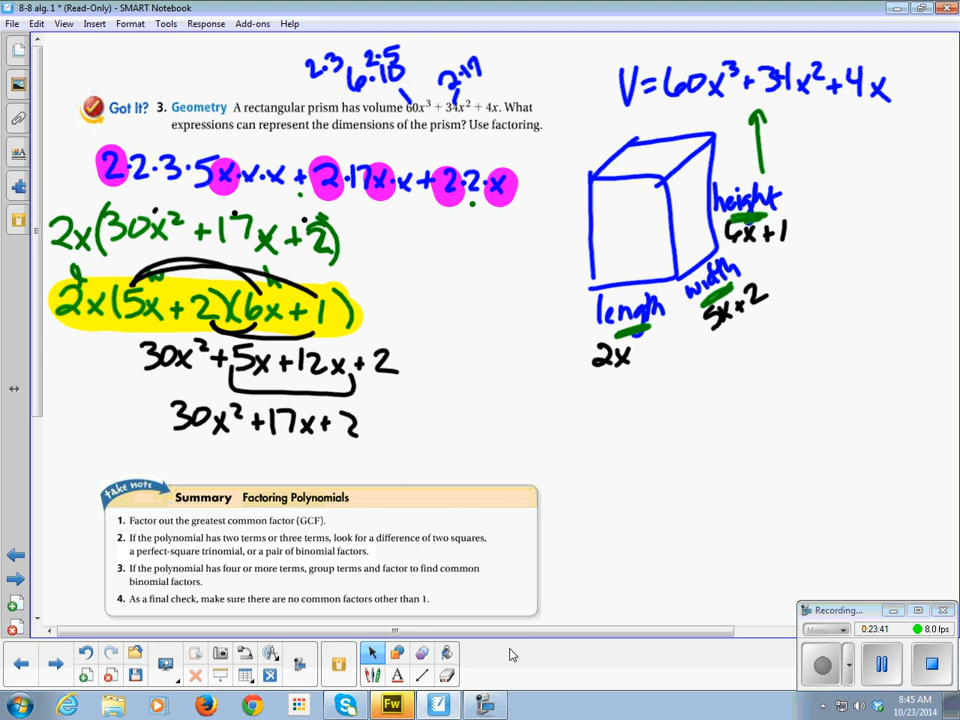 8-8 alg.1 * (Read-Only) - SMART Notebook
File Edit View Insert Format Tools Response Add-ons Help
2·3 2·5
6·10 2·17
Got It? 3. Geometry A rectangular prism has volume 60x³ + 34x² + 4x. What
expressions can represent the dimensions of the prism? Use factoring.
V=60x³+34x²+4x
2·2·3·5x·x·x+2·17x·x+2·2·x
2x(30x²+17x+2)
2x(5x+2)(6x+1)
30x²+5x+12x+2
30x²+17x+2
height
6x+1
width
5x+2
length
2x
take note
Summary Factoring Polynomials
1. Factor out the greatest common factor (GCF).
2. If the polynomial has two terms or three terms, look for a difference of two squares,
a perfect-square trinomial, or a pair of binomial factors.
3. If the polynomial has four or more terms, group terms and factor to find common
binomial factors.
4. As a final check, make sure there are no common factors other than 1.
Recording...
Menu 0:23:41 8.0 fps
Fw
8:45 AM
10/23/2014